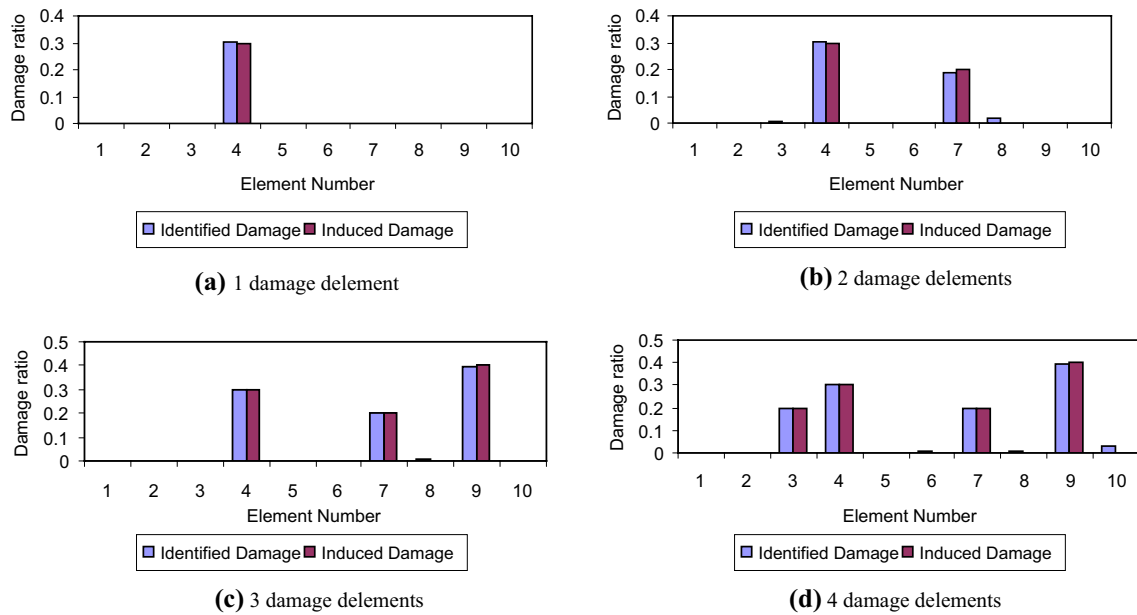 0.4
0.3
0.2
0.1
0
Damage ratio
1 2 3 4 5 6 7 8 9 10
Element Number
Identified Damage Induced Damage
(a) 1 damage delement
0.4
0.3
0.2
0.1
0
Damage ratio
1 2 3 4 5 6 7 8 9 10
Element Number
Identified Damage Induced Damage
(b) 2 damage delements
0.5
0.4
0.3
0.2
0.1
0
Damage ratio
1 2 3 4 5 6 7 8 9 10
Element Number
Identified Damage Induced Damage
(c) 3 damage delements
0.5
0.4
0.3
0.2
0.1
0
Damage ratio
1 2 3 4 5 6 7 8 9 10
Element Number
Identified Damage Induced Damage
(d) 4 damage delements